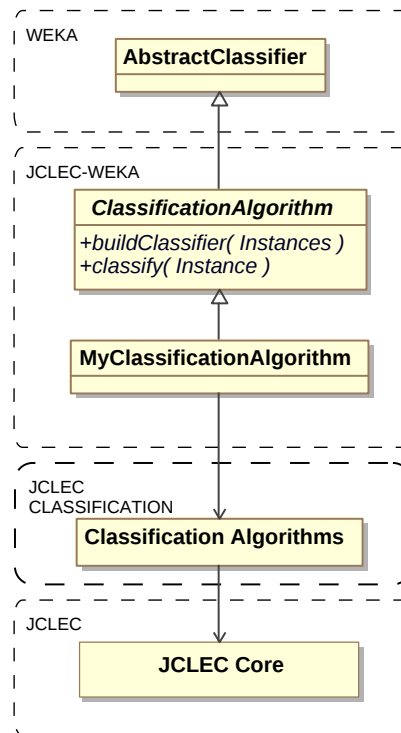 WEKA
AbstractClassifier
JCLEC-WEKA
ClassificationAlgorithm
+buildClassifier( Instances )
+classify( Instance )
MyClassificationAlgorithm
JCLEC
CLASSIFICATION
Classification Algorithms
JCLEC
JCLEC Core